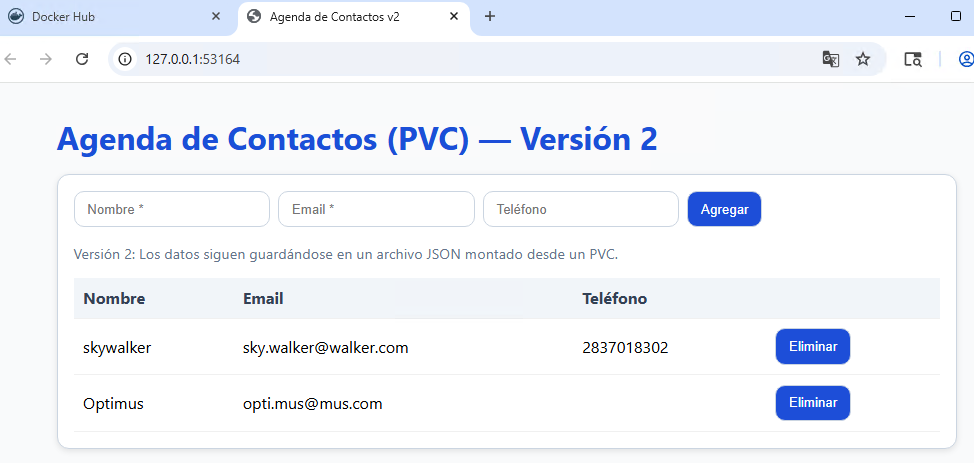 Docker Hub
Agenda de Contactos v2
127.0.0.1:53164
Agenda de Contactos (PVC) — Versión 2
Nombre * Email * Teléfono Agregar
Versión 2: Los datos siguen guardándose en un archivo JSON montado desde un PVC.
Nombre Email Teléfono
skywalker sky.walker@walker.com 2837018302 Eliminar
Optimus opti.mus@mus.com Eliminar